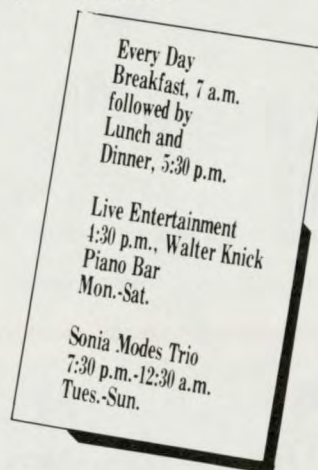 Every Day
Breakfast, 7 a.m.
followed by
Lunch and
Dinner, 5:30 p.m.
Live Entertainment
4:30 p.m., Walter Knick
Piano Bar
Mon.-Sat.
Sonia Modes Trio
7:30 p.m.-12:30 a.m.
Tues.-Sun.